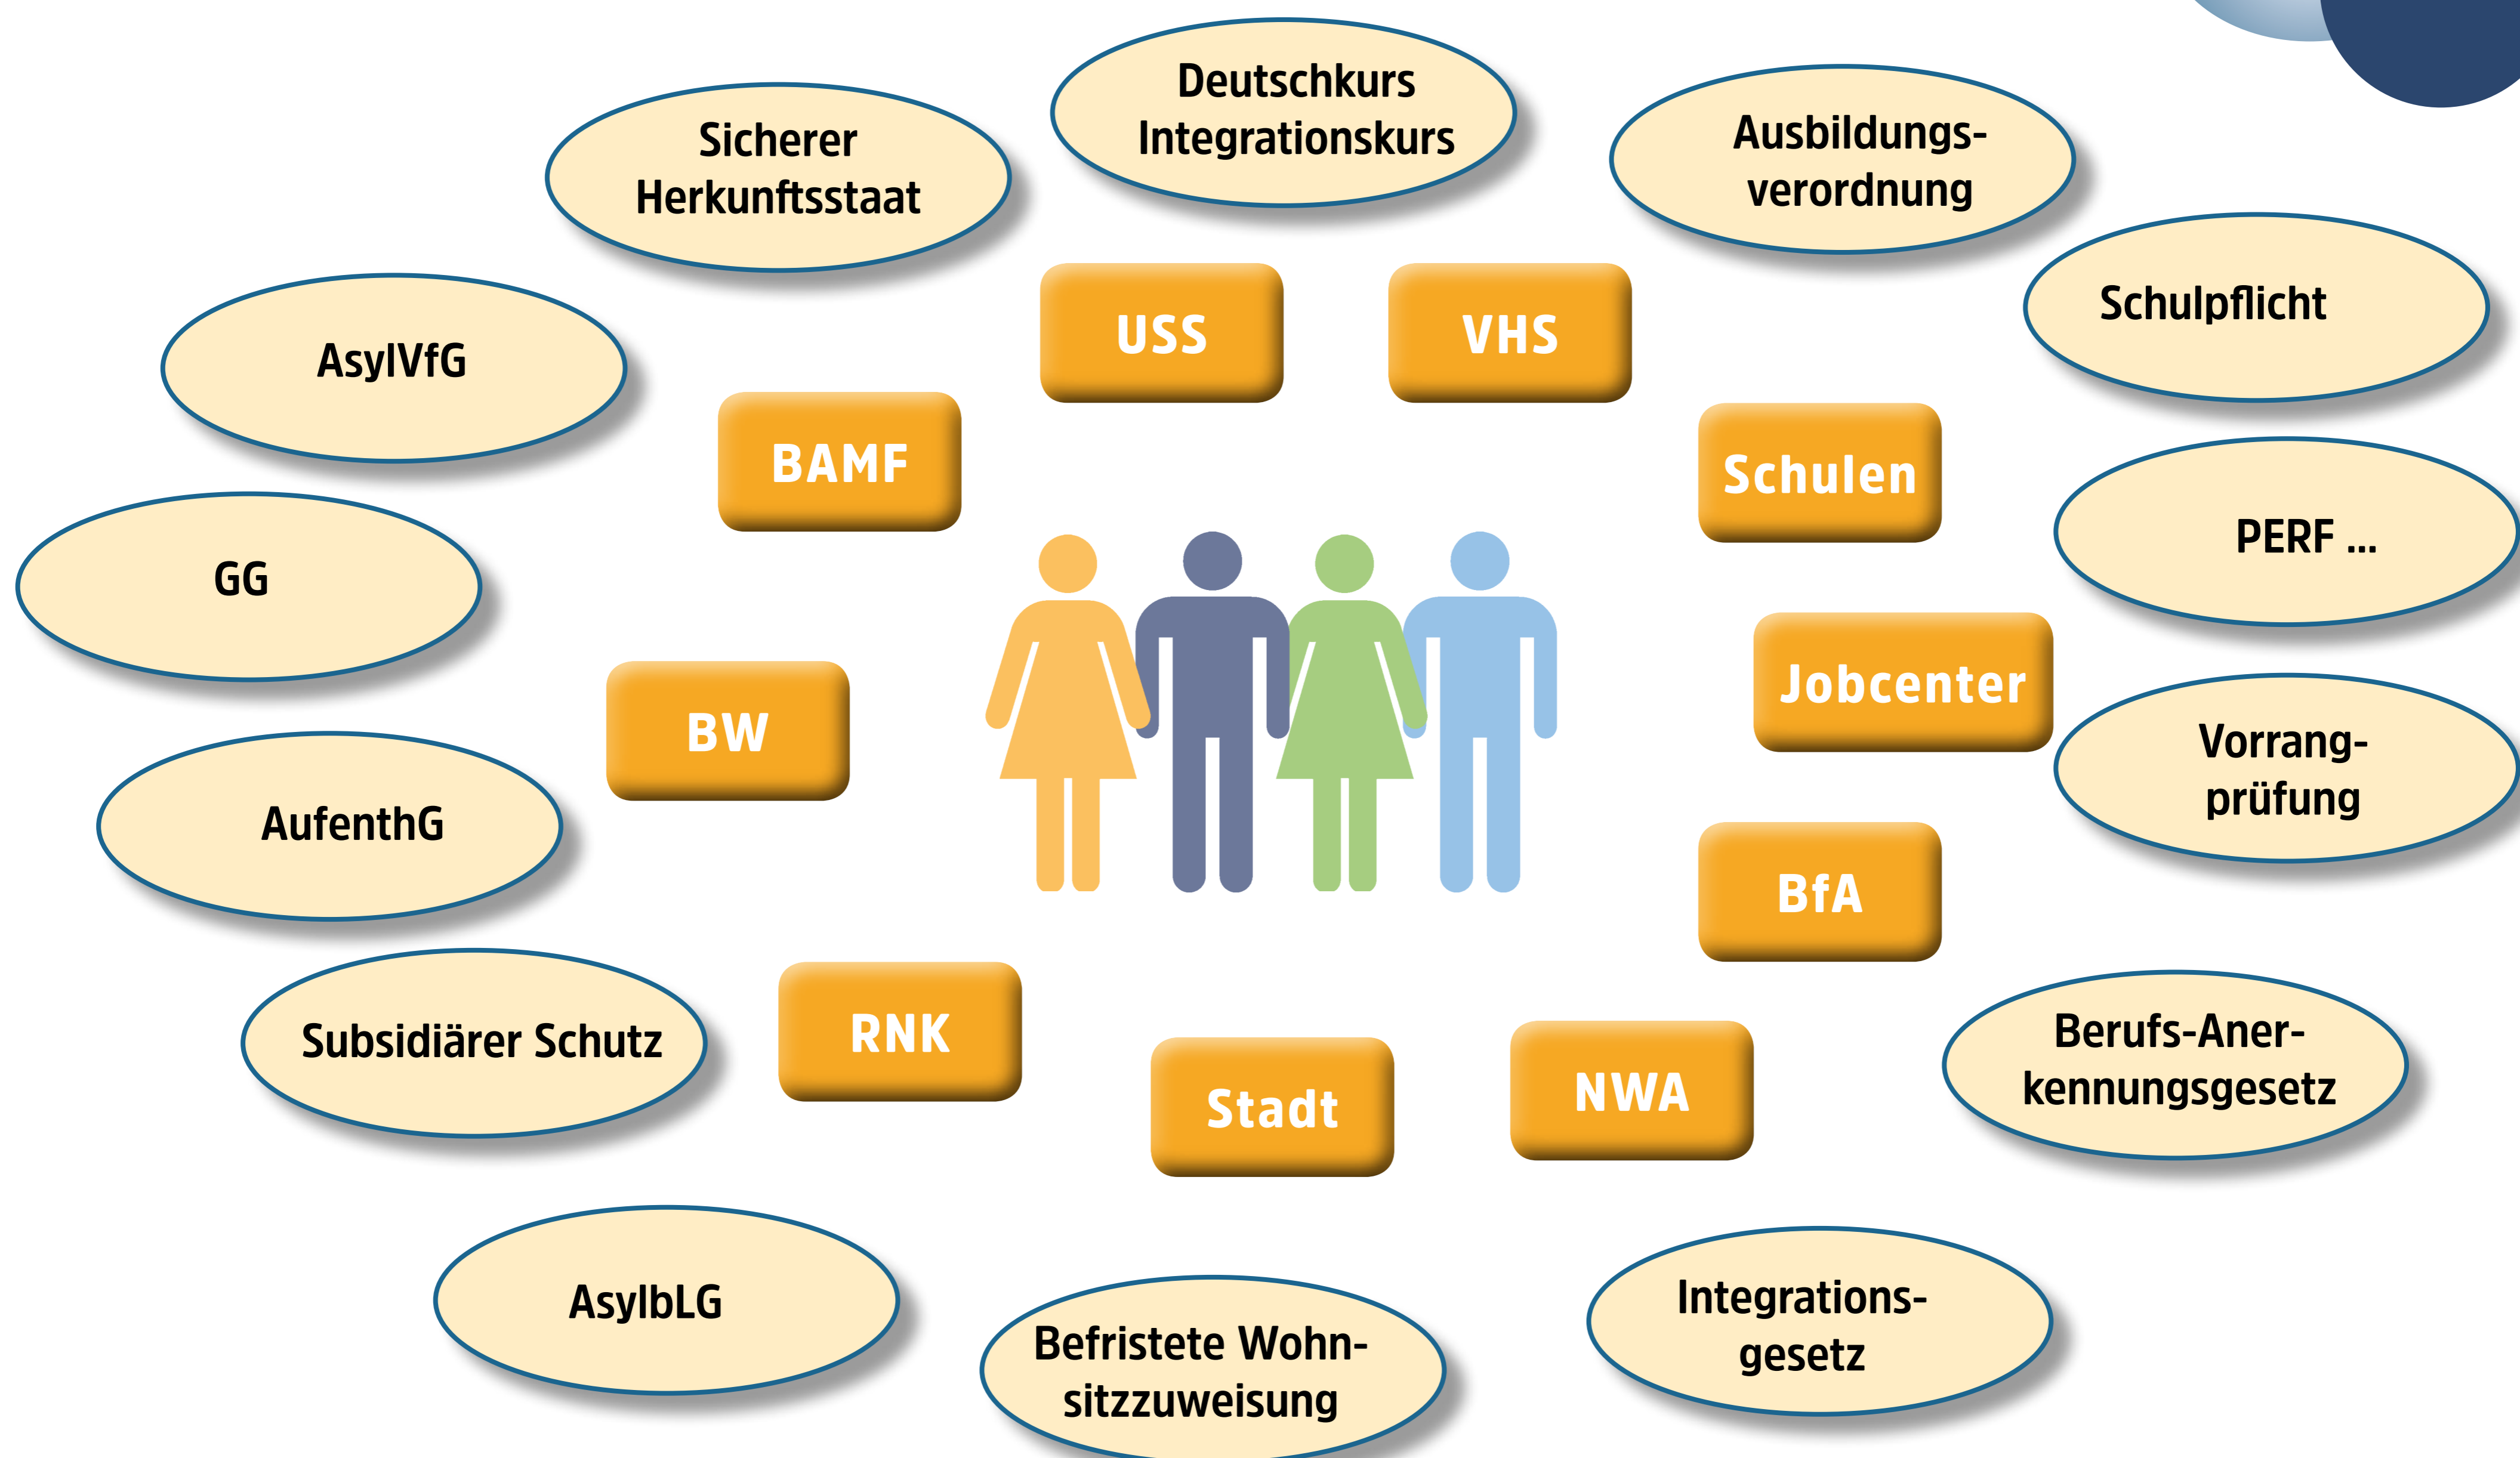 Deutschkurs
Integrationskurs
Sicherer
Herkunftsstaat
Ausbildungs-
verordnung
Schulpflicht
AsylVfG
USS
VHS
BAMF
Schulen
PERF ...
GG
BW
Jobcenter
Vorrang-
prüfung
AufenthG
BfA
Subsidiärer Schutz
RNK
Stadt
NWA
Berufs-Aner-
kennungsgesetz
AsylbLG
Befristete Wohn-
sitzzuweisung
Integrations-
gesetz